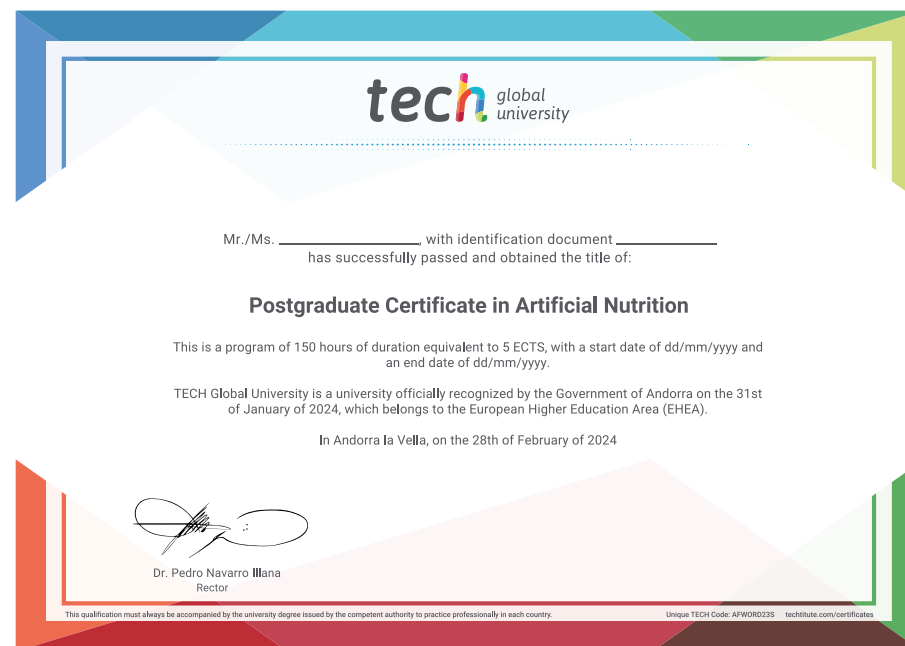 tech global university
Mr./Ms. ____________, with identification document ____________
has successfully passed and obtained the title of:
Postgraduate Certificate in Artificial Nutrition
This is a program of 150 hours of duration equivalent to 5 ECTS, with a start date of dd/mm/yyyy and
an end date of dd/mm/yyyy.
TECH Global University is a university officially recognized by the Government of Andorra on the 31st
of January of 2024, which belongs to the European Higher Education Area (EHEA).
In Andorra la Vella, on the 28th of February of 2024
Dr. Pedro Navarro Illana
Rector
This qualification must always be accompanied by the university degree issued by the competent authority to practice professionally in each country.
Unique TECH Code: AFWORD23S techtitute.com/certificates